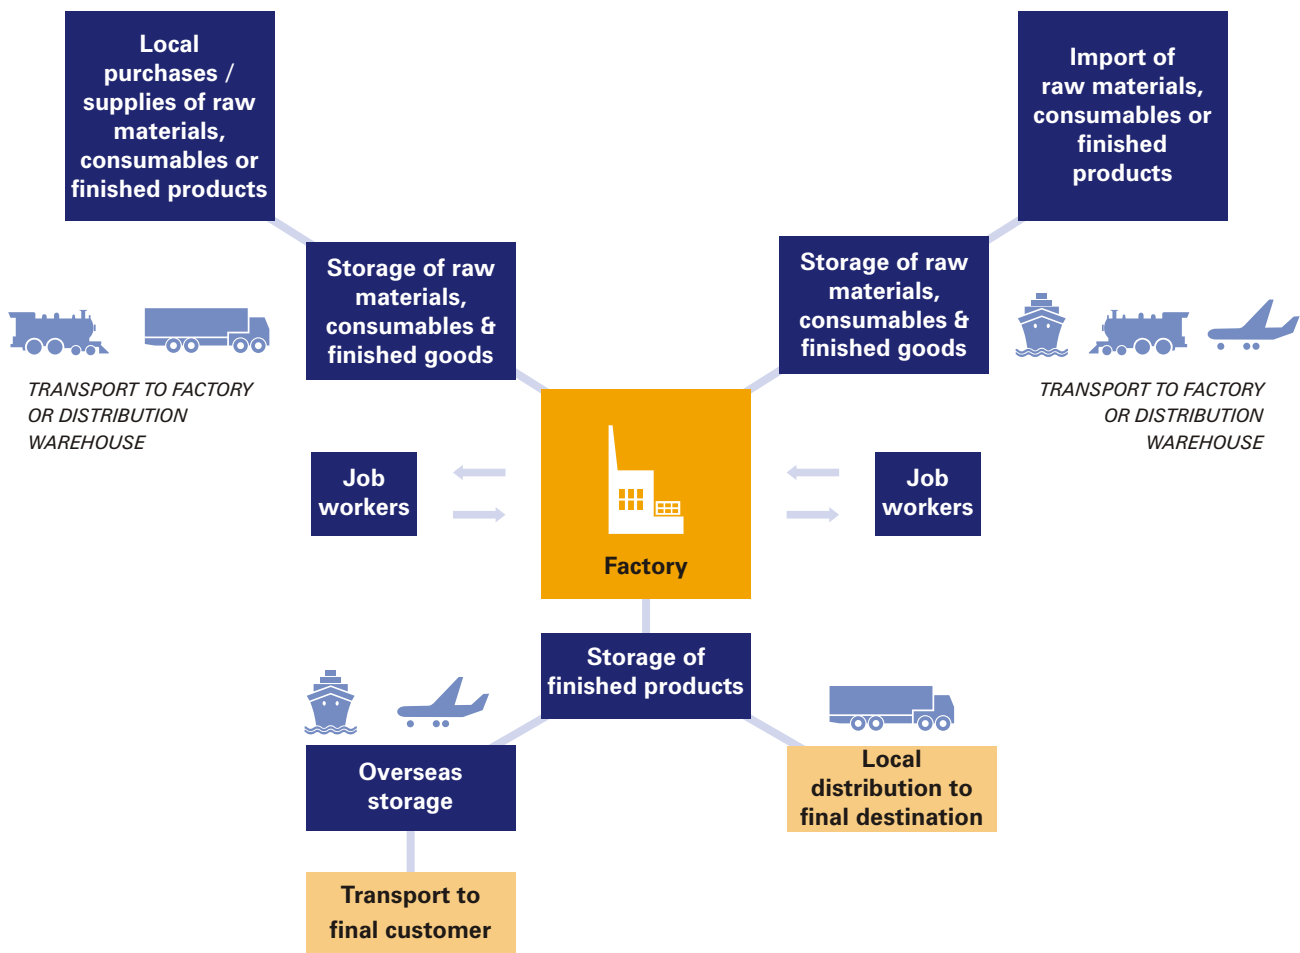 Local
purchases /
supplies of raw
materials,
consumables or
finished products
Import of
raw materials,
consumables or
finished
products
Storage of raw
materials,
consumables &
finished goods
Storage of raw
materials,
consumables &
finished goods
TRANSPORT TO FACTORY
OR DISTRIBUTION
WAREHOUSE
TRANSPORT TO FACTORY
OR DISTRIBUTION
WAREHOUSE
Job
workers
Factory
Job
workers
Storage of
finished products
Overseas
storage
Local
distribution to
final destination
Transport to
final customer